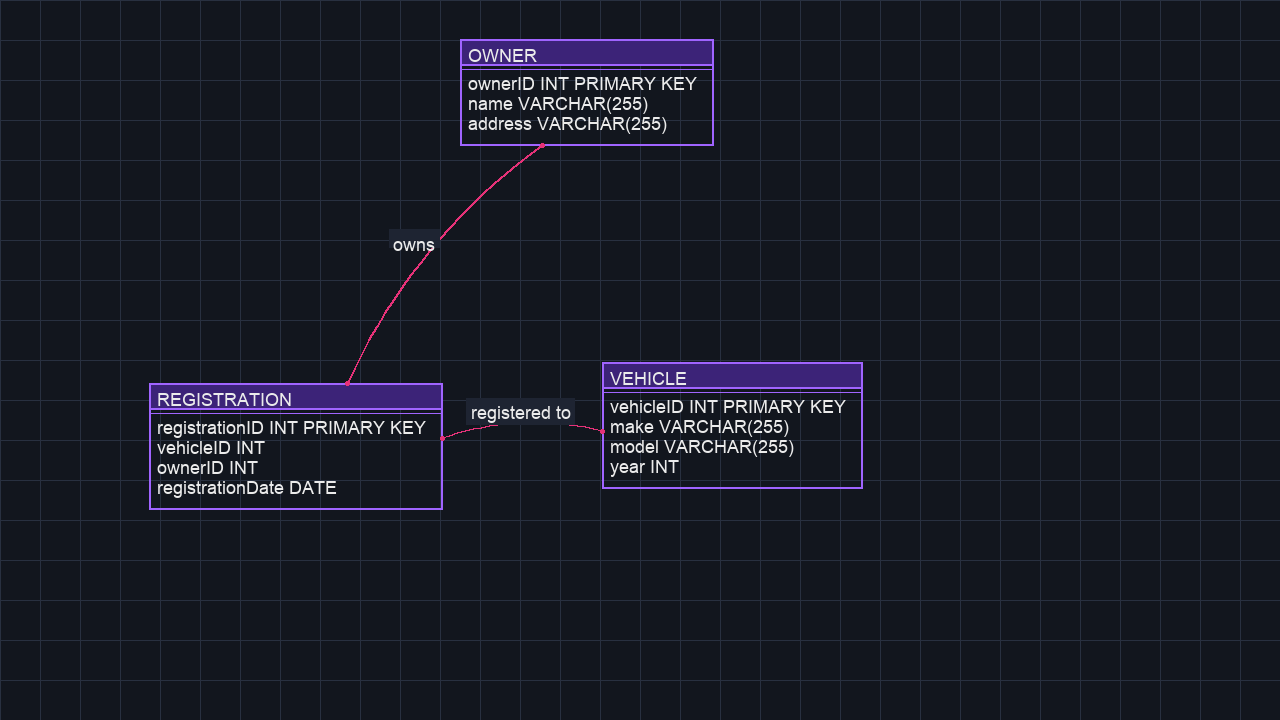 OWNER
ownerID INT PRIMARY KEY
name VARCHAR(255)
address VARCHAR(255)
owns
REGISTRATION
registrationID INT PRIMARY KEY
vehicleID INT
ownerID INT
registrationDate DATE
registered to
VEHICLE
vehicleID INT PRIMARY KEY
make VARCHAR(255)
model VARCHAR(255)
year INT